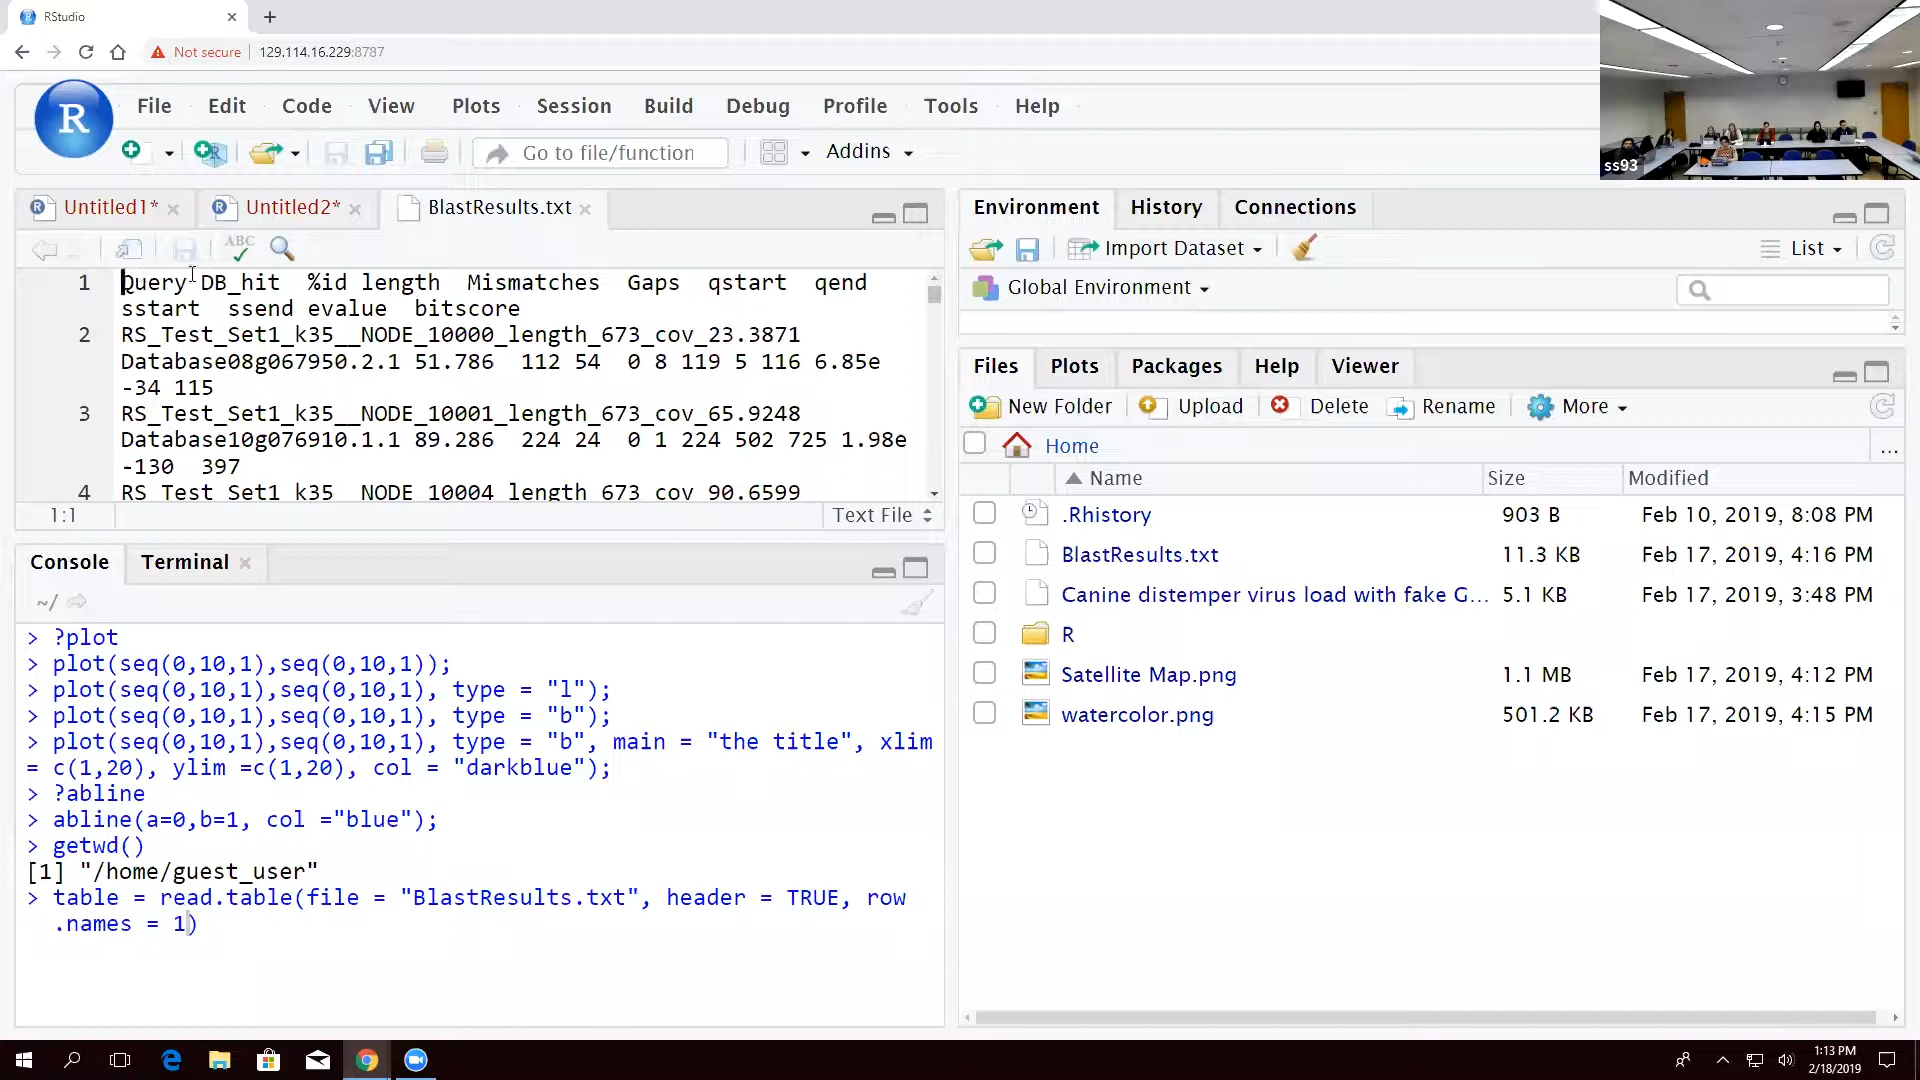 RStudio
Not secure
129.114.16.229:8787
ss93
R
File Edit Code View Plots Session Build Debug Profile Tools Help
Go to file/function
Addins
Untitled1*
Untitled2*
BlastResults.txt
ABC
1 Query DB_hit %id length Mismatches Gaps qstart qend
sstart ssend evalue bitscore
2 RS_Test_Set1_k35__NODE_10000_length_673_cov_23.3871
Database08g067950.2.1 51.786 112 54 0 8 119 5 116 6.85e
-34 115
3 RS_Test_Set1_k35__NODE_10001_length_673_cov_65.9248
Database10g076910.1.1 89.286 224 24 0 1 224 502 725 1.98e
-130 397
4 RS_Test_Set1_k35__NODE_10004_length_673_cov_90.6599
1:1
Text File
Console
Terminal
~/
> ?plot
> plot(seq(0,10,1),seq(0,10,1));
> plot(seq(0,10,1),seq(0,10,1), type = "l");
> plot(seq(0,10,1),seq(0,10,1), type = "b");
> plot(seq(0,10,1),seq(0,10,1), type = "b", main = "the title", xlim
= c(1,20), ylim =c(1,20), col = "darkblue");
> ?abline
> abline(a=0,b=1, col ="blue");
> getwd()
[1] "/home/guest_user"
> table = read.table(file = "BlastResults.txt", header = TRUE, row
.names = 1)
Environment History Connections
Import Dataset
List
Global Environment
Files Plots Packages Help Viewer
New Folder Upload Delete Rename More
Home
...
Name Size Modified
.Rhistory 903 B Feb 10, 2019, 8:08 PM
BlastResults.txt 11.3 KB Feb 17, 2019, 4:16 PM
Canine distemper virus load with fake G... 5.1 KB Feb 17, 2019, 3:48 PM
R
Satellite Map.png 1.1 MB Feb 17, 2019, 4:12 PM
watercolor.png 501.2 KB Feb 17, 2019, 4:15 PM
1:13 PM
2/18/2019